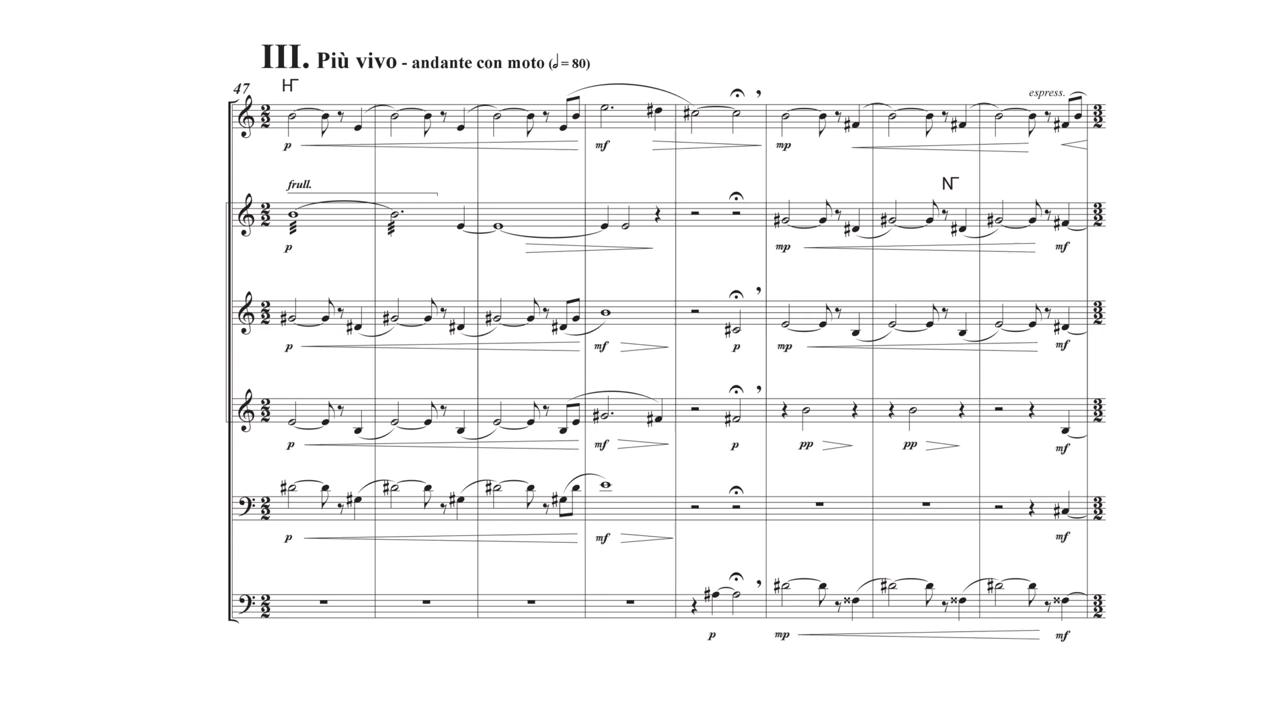 III. Più vivo - andante con moto (𝅗𝅥 = 80)
47
espress.
p mf mp
frull.
p mp mf
p mf p mp mf
p mf p pp pp mf
p mf mf
p mp mf